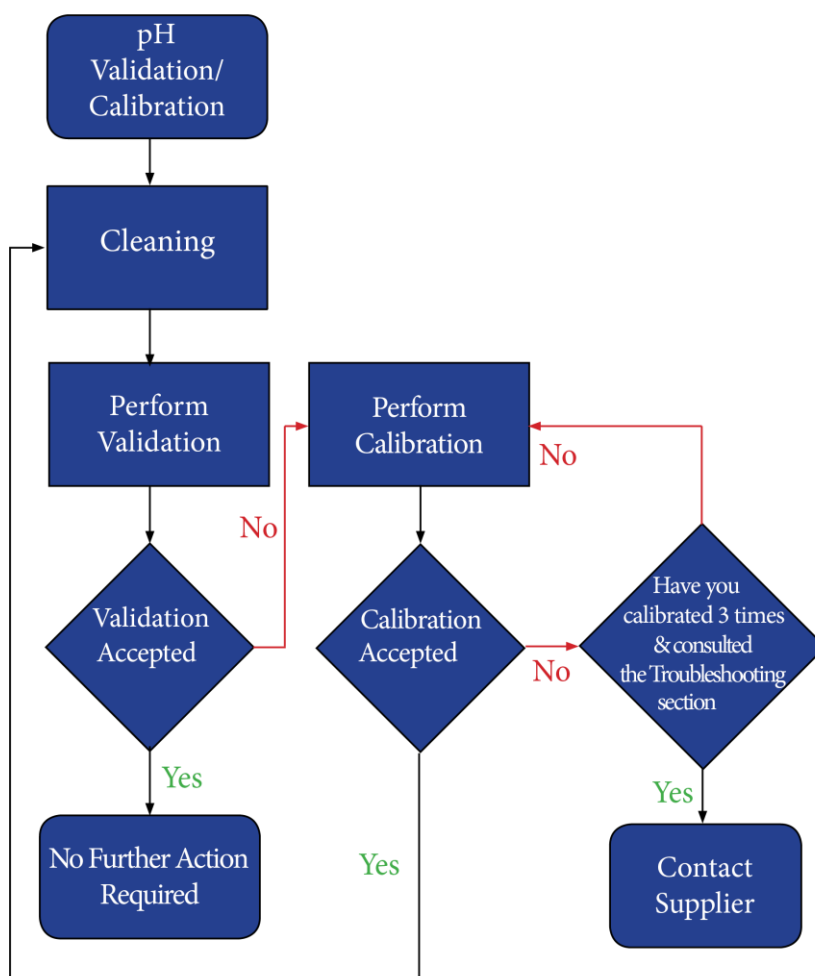 pH
Validation/
Calibration
Cleaning
Perform
Validation
Perform
Calibration
No
No
Validation
Accepted
Calibration
Accepted
No
Have you
calibrated 3 times
& consulted
the Troubleshooting
section
Yes
No Further Action
Required
Yes
Yes
Contact
Supplier